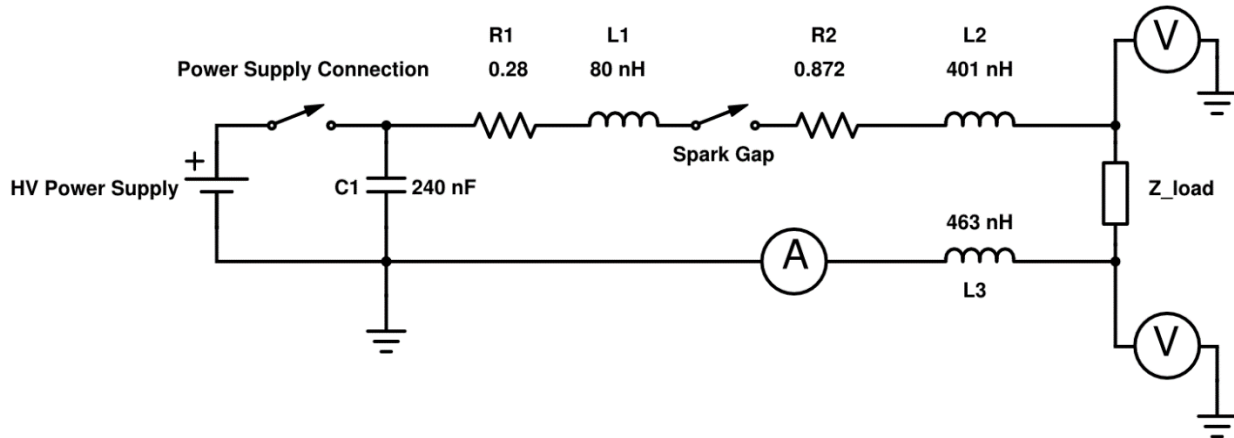 R1
L1
R2
L2
V
Power Supply Connection
0.28
80 nH
0.872
401 nH
Spark Gap
+
HV Power Supply
C1
240 nF
Z_load
463 nH
A
L3
V